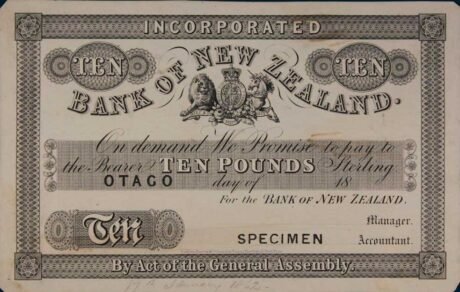 INCORPORATED
TEN TEN
BANK OF NEW ZEALAND.
On demand We Promise to pay to
the Bearer TEN POUNDS Sterling
OTAGO day of 18
For the BANK OF NEW ZEALAND.
Manager.
Ten SPECIMEN Accountant.
By Act of the General Assembly.